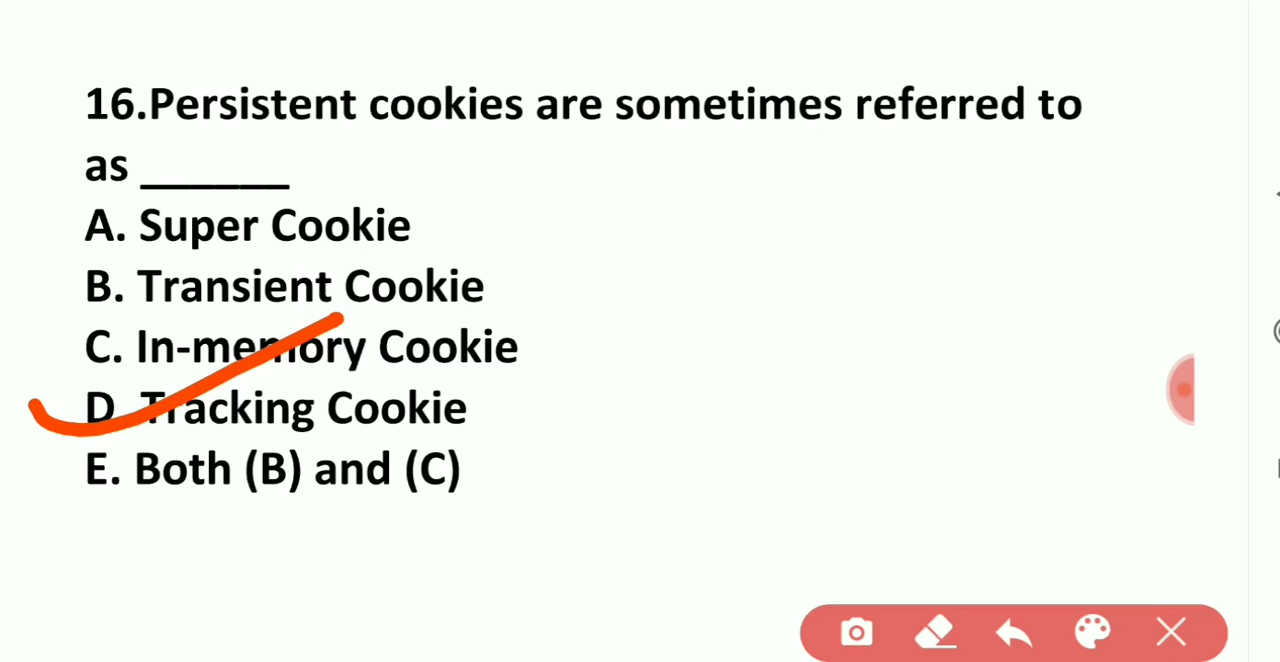 16.Persistent cookies are sometimes referred to
as ______
A. Super Cookie
B. Transient Cookie
C. In-memory Cookie
D. Tracking Cookie
E. Both (B) and (C)